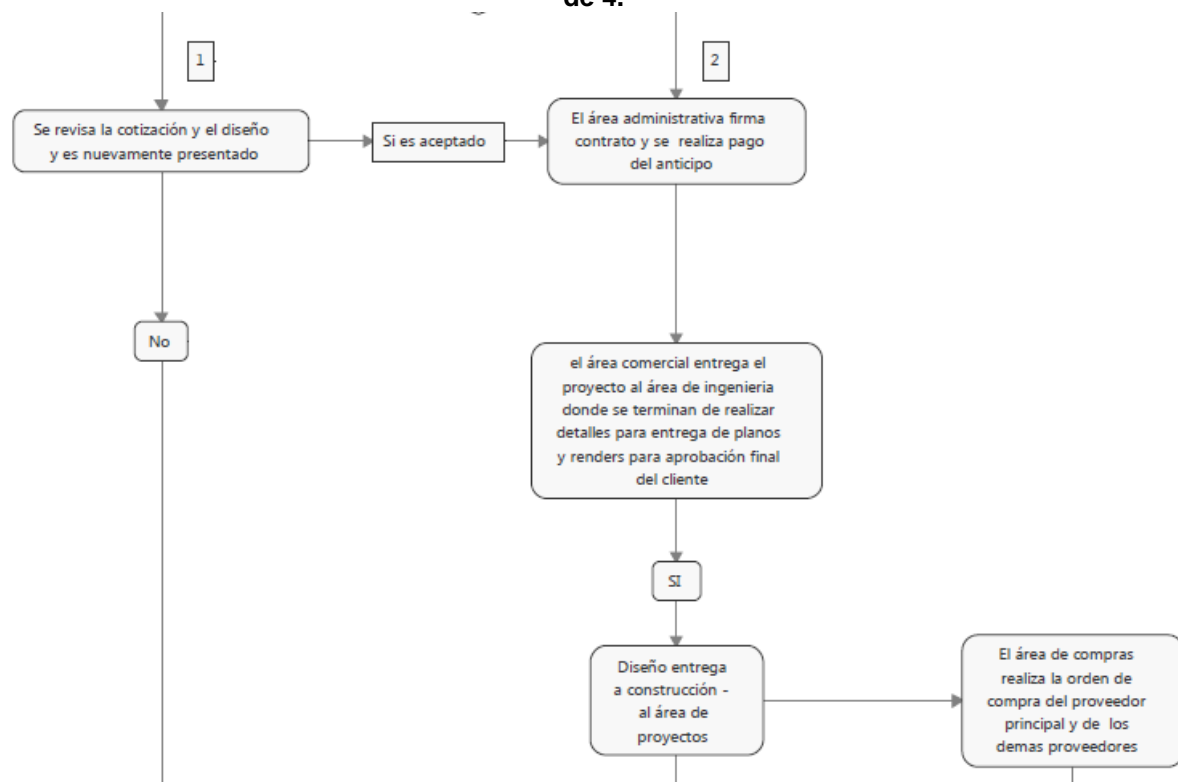 de 4.
1
2
Se revisa la cotización y el diseño
y es nuevamente presentado
Si es aceptado
El área administrativa firma
contrato y se realiza pago
del anticipo
No
el área comercial entrega el
proyecto al área de ingenieria
donde se terminan de realizar
detalles para entrega de planos
y renders para aprobación final
del cliente
SI
Diseño entrega
a construcción -
al área de
proyectos
El área de compras
realiza la orden de
compra del proveedor
principal y de los
demas proveedores